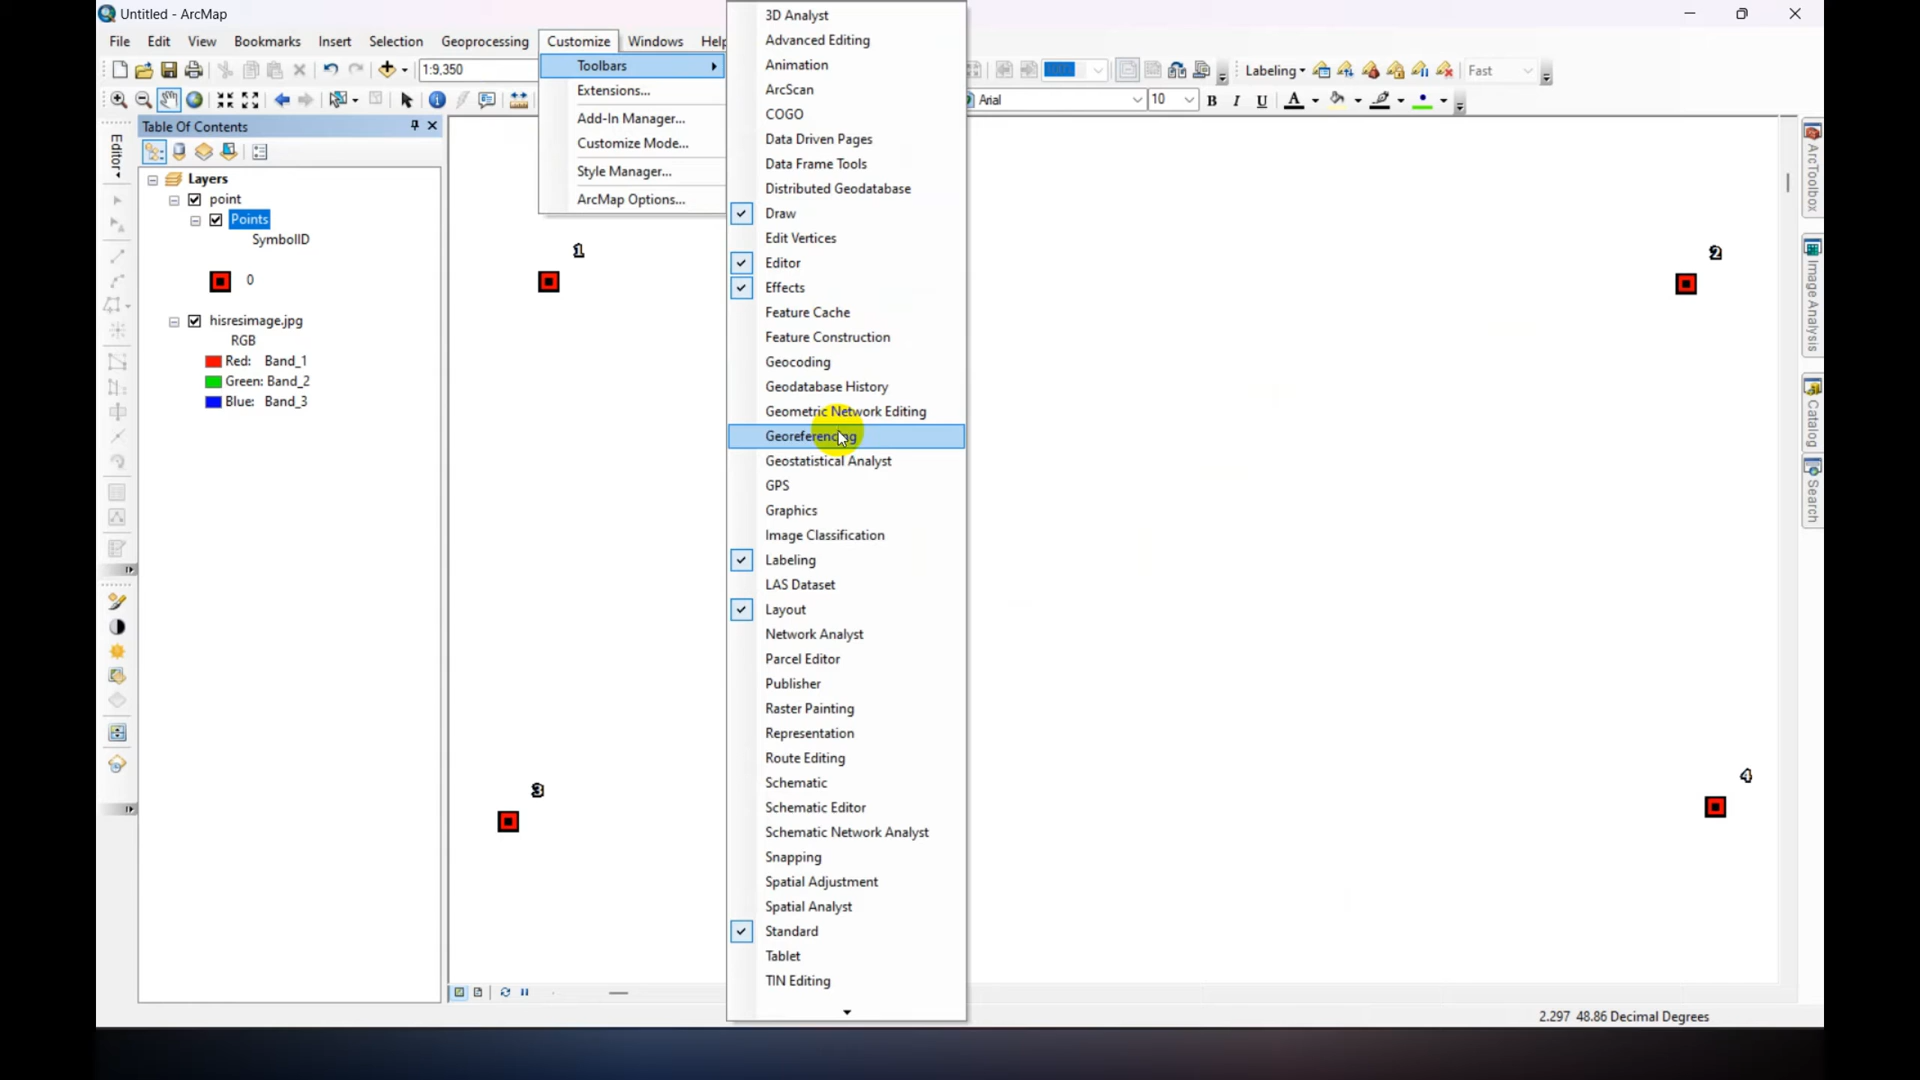 Untitled - ArcMap
File Edit View Bookmarks Insert Selection Geoprocessing Customize Windows Help
1:9,350
Labeling
Fast
Arial
10
B I U A
Editor
Table Of Contents
Layers
point
Points
SymbolID
0
hisresimage.jpg
RGB
Red: Band_1
Green: Band_2
Blue: Band_3
Toolbars
Extensions...
Add-In Manager...
Customize Mode...
Style Manager...
ArcMap Options...
3D Analyst
Advanced Editing
Animation
ArcScan
COGO
Data Driven Pages
Data Frame Tools
Distributed Geodatabase
Draw
Edit Vertices
Editor
Effects
Feature Cache
Feature Construction
Geocoding
Geodatabase History
Geometric Network Editing
Georeferencing
Geostatistical Analyst
GPS
Graphics
Image Classification
Labeling
LAS Dataset
Layout
Network Analyst
Parcel Editor
Publisher
Raster Painting
Representation
Route Editing
Schematic
Schematic Editor
Schematic Network Analyst
Snapping
Spatial Adjustment
Spatial Analyst
Standard
Tablet
TIN Editing
1
2
3
4
ArcToolbox
Image Analysis
Catalog
Search
2.297 48.86 Decimal Degrees